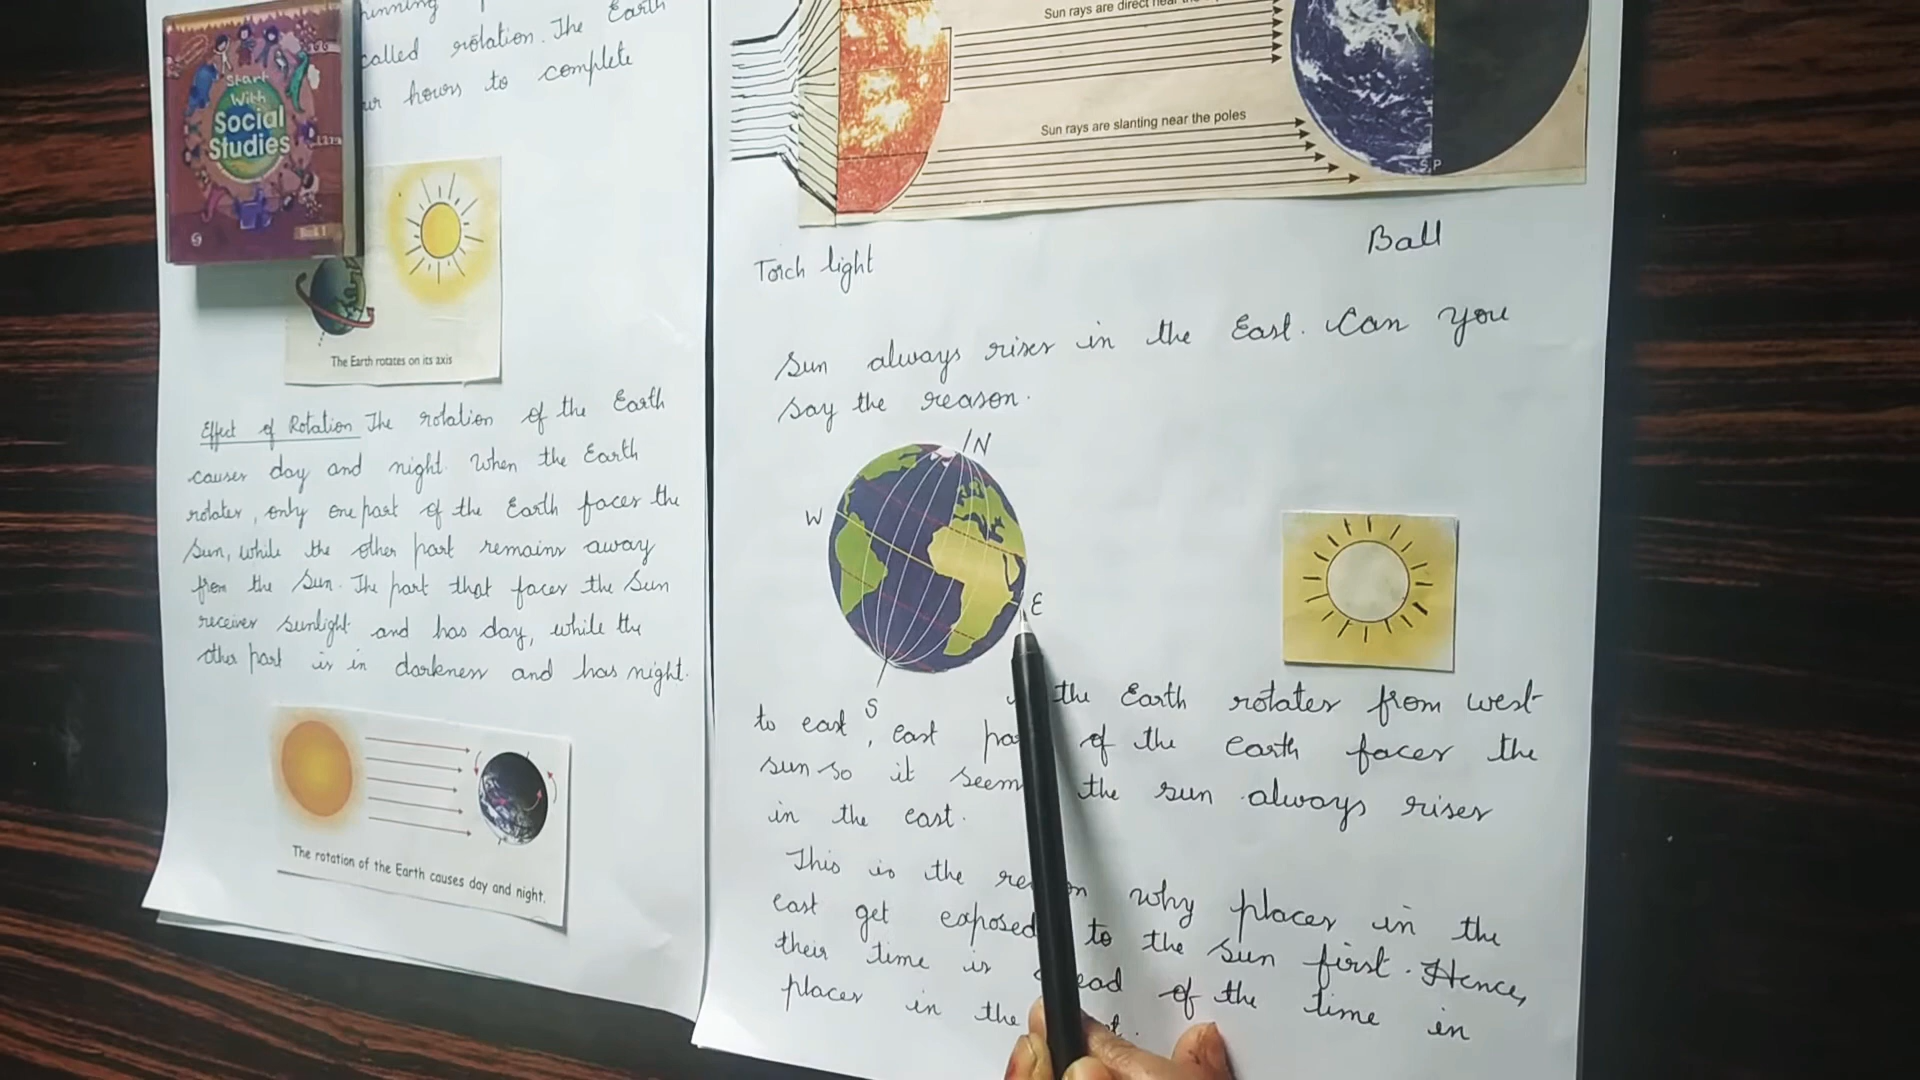 Start
With
Social
Studies
Book 1
called rotation. The Earth
hours to complete
The Earth rotates on its axis
Effect of Rotation The rotation of the Earth
causes day and night. When the Earth
rotates, only one part of the Earth faces the
Sun, while the other part remains away
from the Sun. The part that faces the Sun
receives sunlight and has day, while the
other part is in darkness and has night.
The rotation of the Earth causes day and night.
Sun rays are direct near the
Sun rays are slanting near the poles
S.P
Ball
Torch light
Sun always rises in the East. Can you
say the reason.
N
W
E
S
the Earth rotates from west
to east, east of the earth faces the
sun so it the sun always rises
in the east.
This is the why places in the
east get exposed to the sun first. Hence,
their time is of the time in
places in the